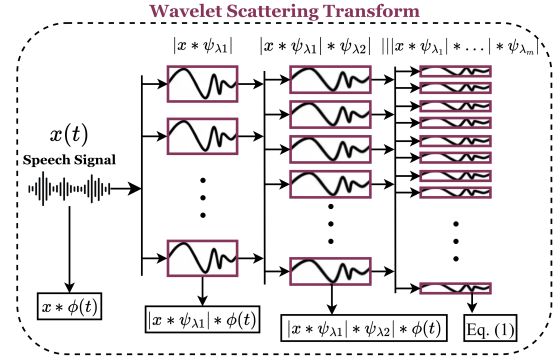 Wavelet Scattering Transform
|x ∗ ψλ1|
|x ∗ ψλ1| ∗ ψλ2|
|||x ∗ ψλ₁| ∗ ...| ∗ ψλₘ|
x(t)
Speech Signal
x ∗ ϕ(t)
|x ∗ ψλ1| ∗ ϕ(t)
|x ∗ ψλ1| ∗ ψλ2| ∗ ϕ(t)
Eq. (1)